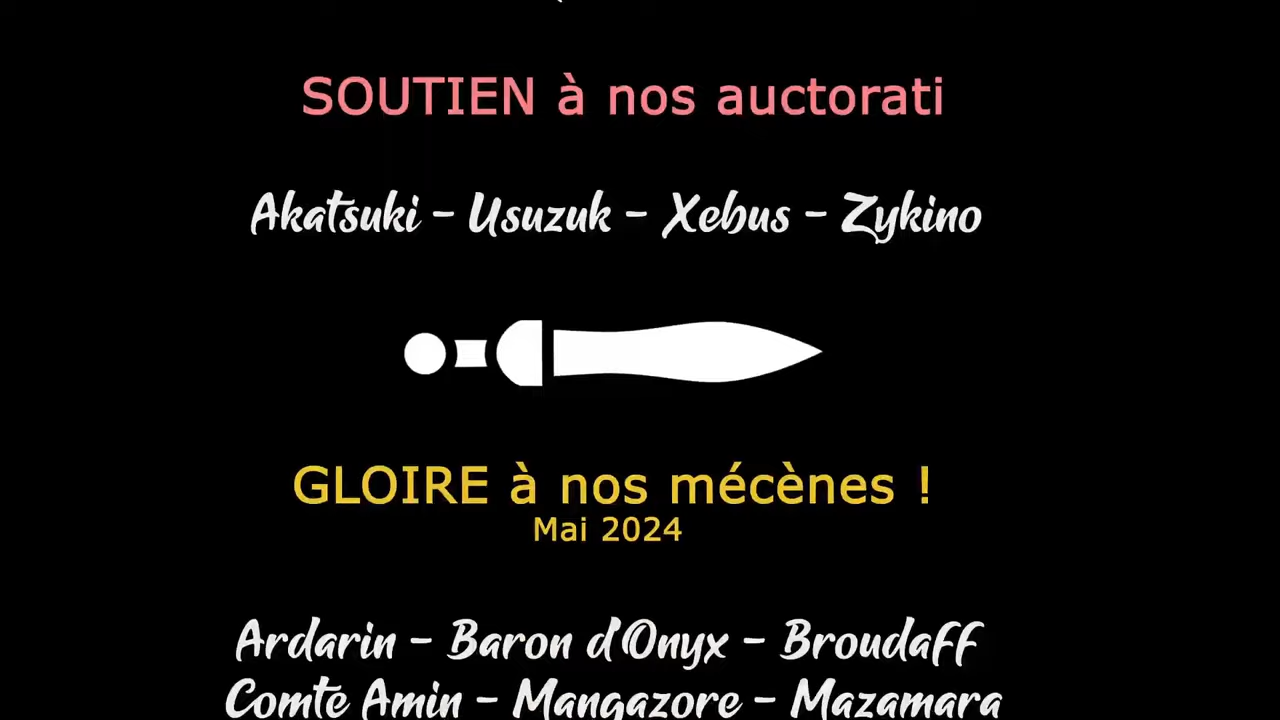 SOUTIEN à nos auctorati
Akatsuki - Usuzuk - Xebus - Zykino
GLOIRE à nos mécènes !
Mai 2024
Ardarin - Baron d'Onyx - Broudaff
Comte Amin - Mangazore - Mazamara